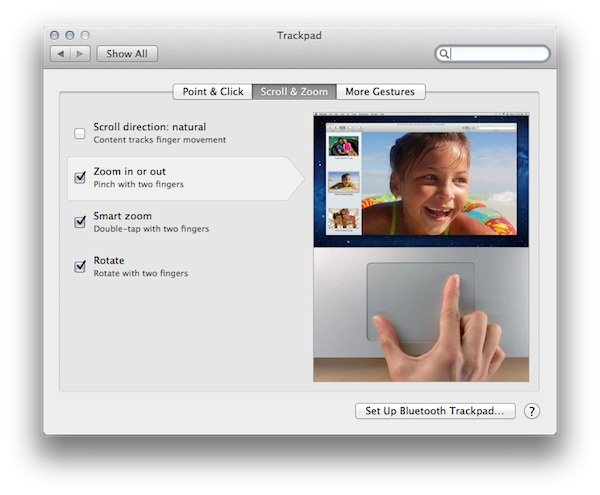 Trackpad
Show All
Point & Click
Scroll & Zoom
More Gestures
Scroll direction: natural
Content tracks finger movement
Zoom in or out
Pinch with two fingers
Smart zoom
Double-tap with two fingers
Rotate
Rotate with two fingers
Set Up Bluetooth Trackpad...
?